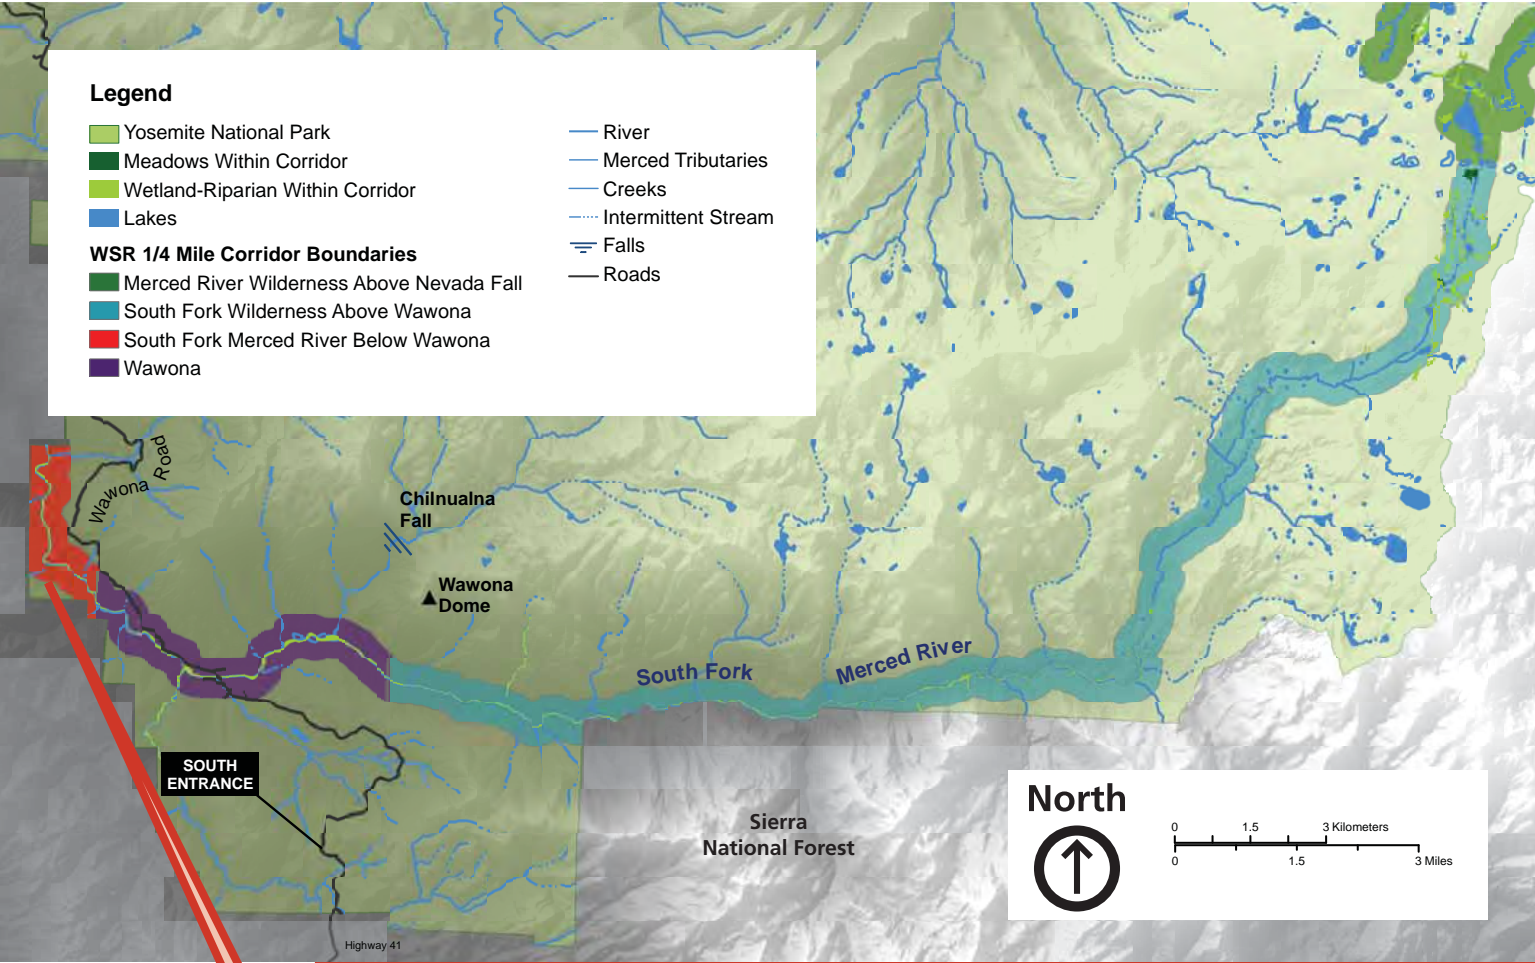 Legend
Yosemite National Park
Meadows Within Corridor
Wetland-Riparian Within Corridor
Lakes
WSR 1/4 Mile Corridor Boundaries
Merced River Wilderness Above Nevada Fall
South Fork Wilderness Above Wawona
South Fork Merced River Below Wawona
Wawona
River
Merced Tributaries
Creeks
Intermittent Stream
Falls
Roads
Wawona Road
Chilnualna
Fall
Wawona
Dome
South Fork
Merced River
SOUTH
ENTRANCE
Sierra
National Forest
Highway 41
North
0 1.5 3 Kilometers
0 1.5 3 Miles